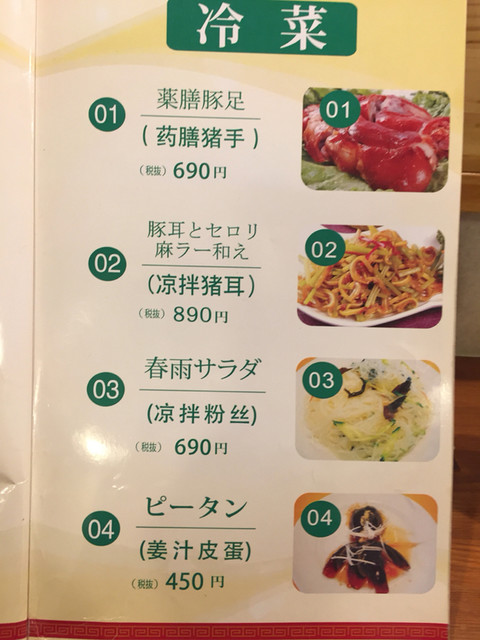 冷菜
01
薬膳豚足
(药膳猪手)
(税抜) 690円
01
02
豚耳とセロリ
麻ラー和え
(凉拌猪耳)
(税抜) 890円
02
03
春雨サラダ
(凉拌粉丝)
(税抜) 690円
03
04
ピータン
(姜汁皮蛋)
(税抜) 450円
04